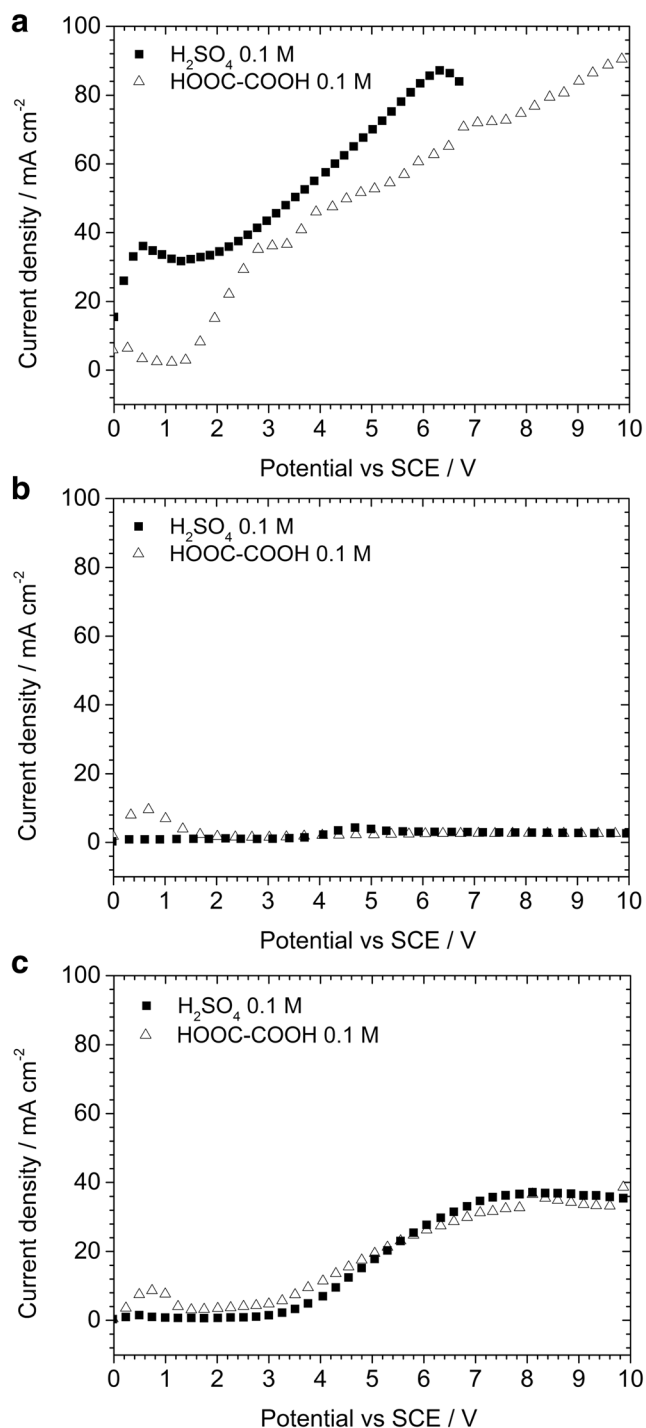 a
100
80
60
40
20
0
Current density / mA cm⁻²
■ H₂SO₄ 0.1 M
△ HOOC-COOH 0.1 M
0 1 2 3 4 5 6 7 8 9 10
Potential vs SCE / V
b
100
80
60
40
20
0
Current density / mA cm⁻²
■ H₂SO₄ 0.1 M
△ HOOC-COOH 0.1 M
0 1 2 3 4 5 6 7 8 9 10
Potential vs SCE / V
c
100
80
60
40
20
0
Current density / mA cm⁻²
■ H₂SO₄ 0.1 M
△ HOOC-COOH 0.1 M
0 1 2 3 4 5 6 7 8 9 10
Potential vs SCE / V